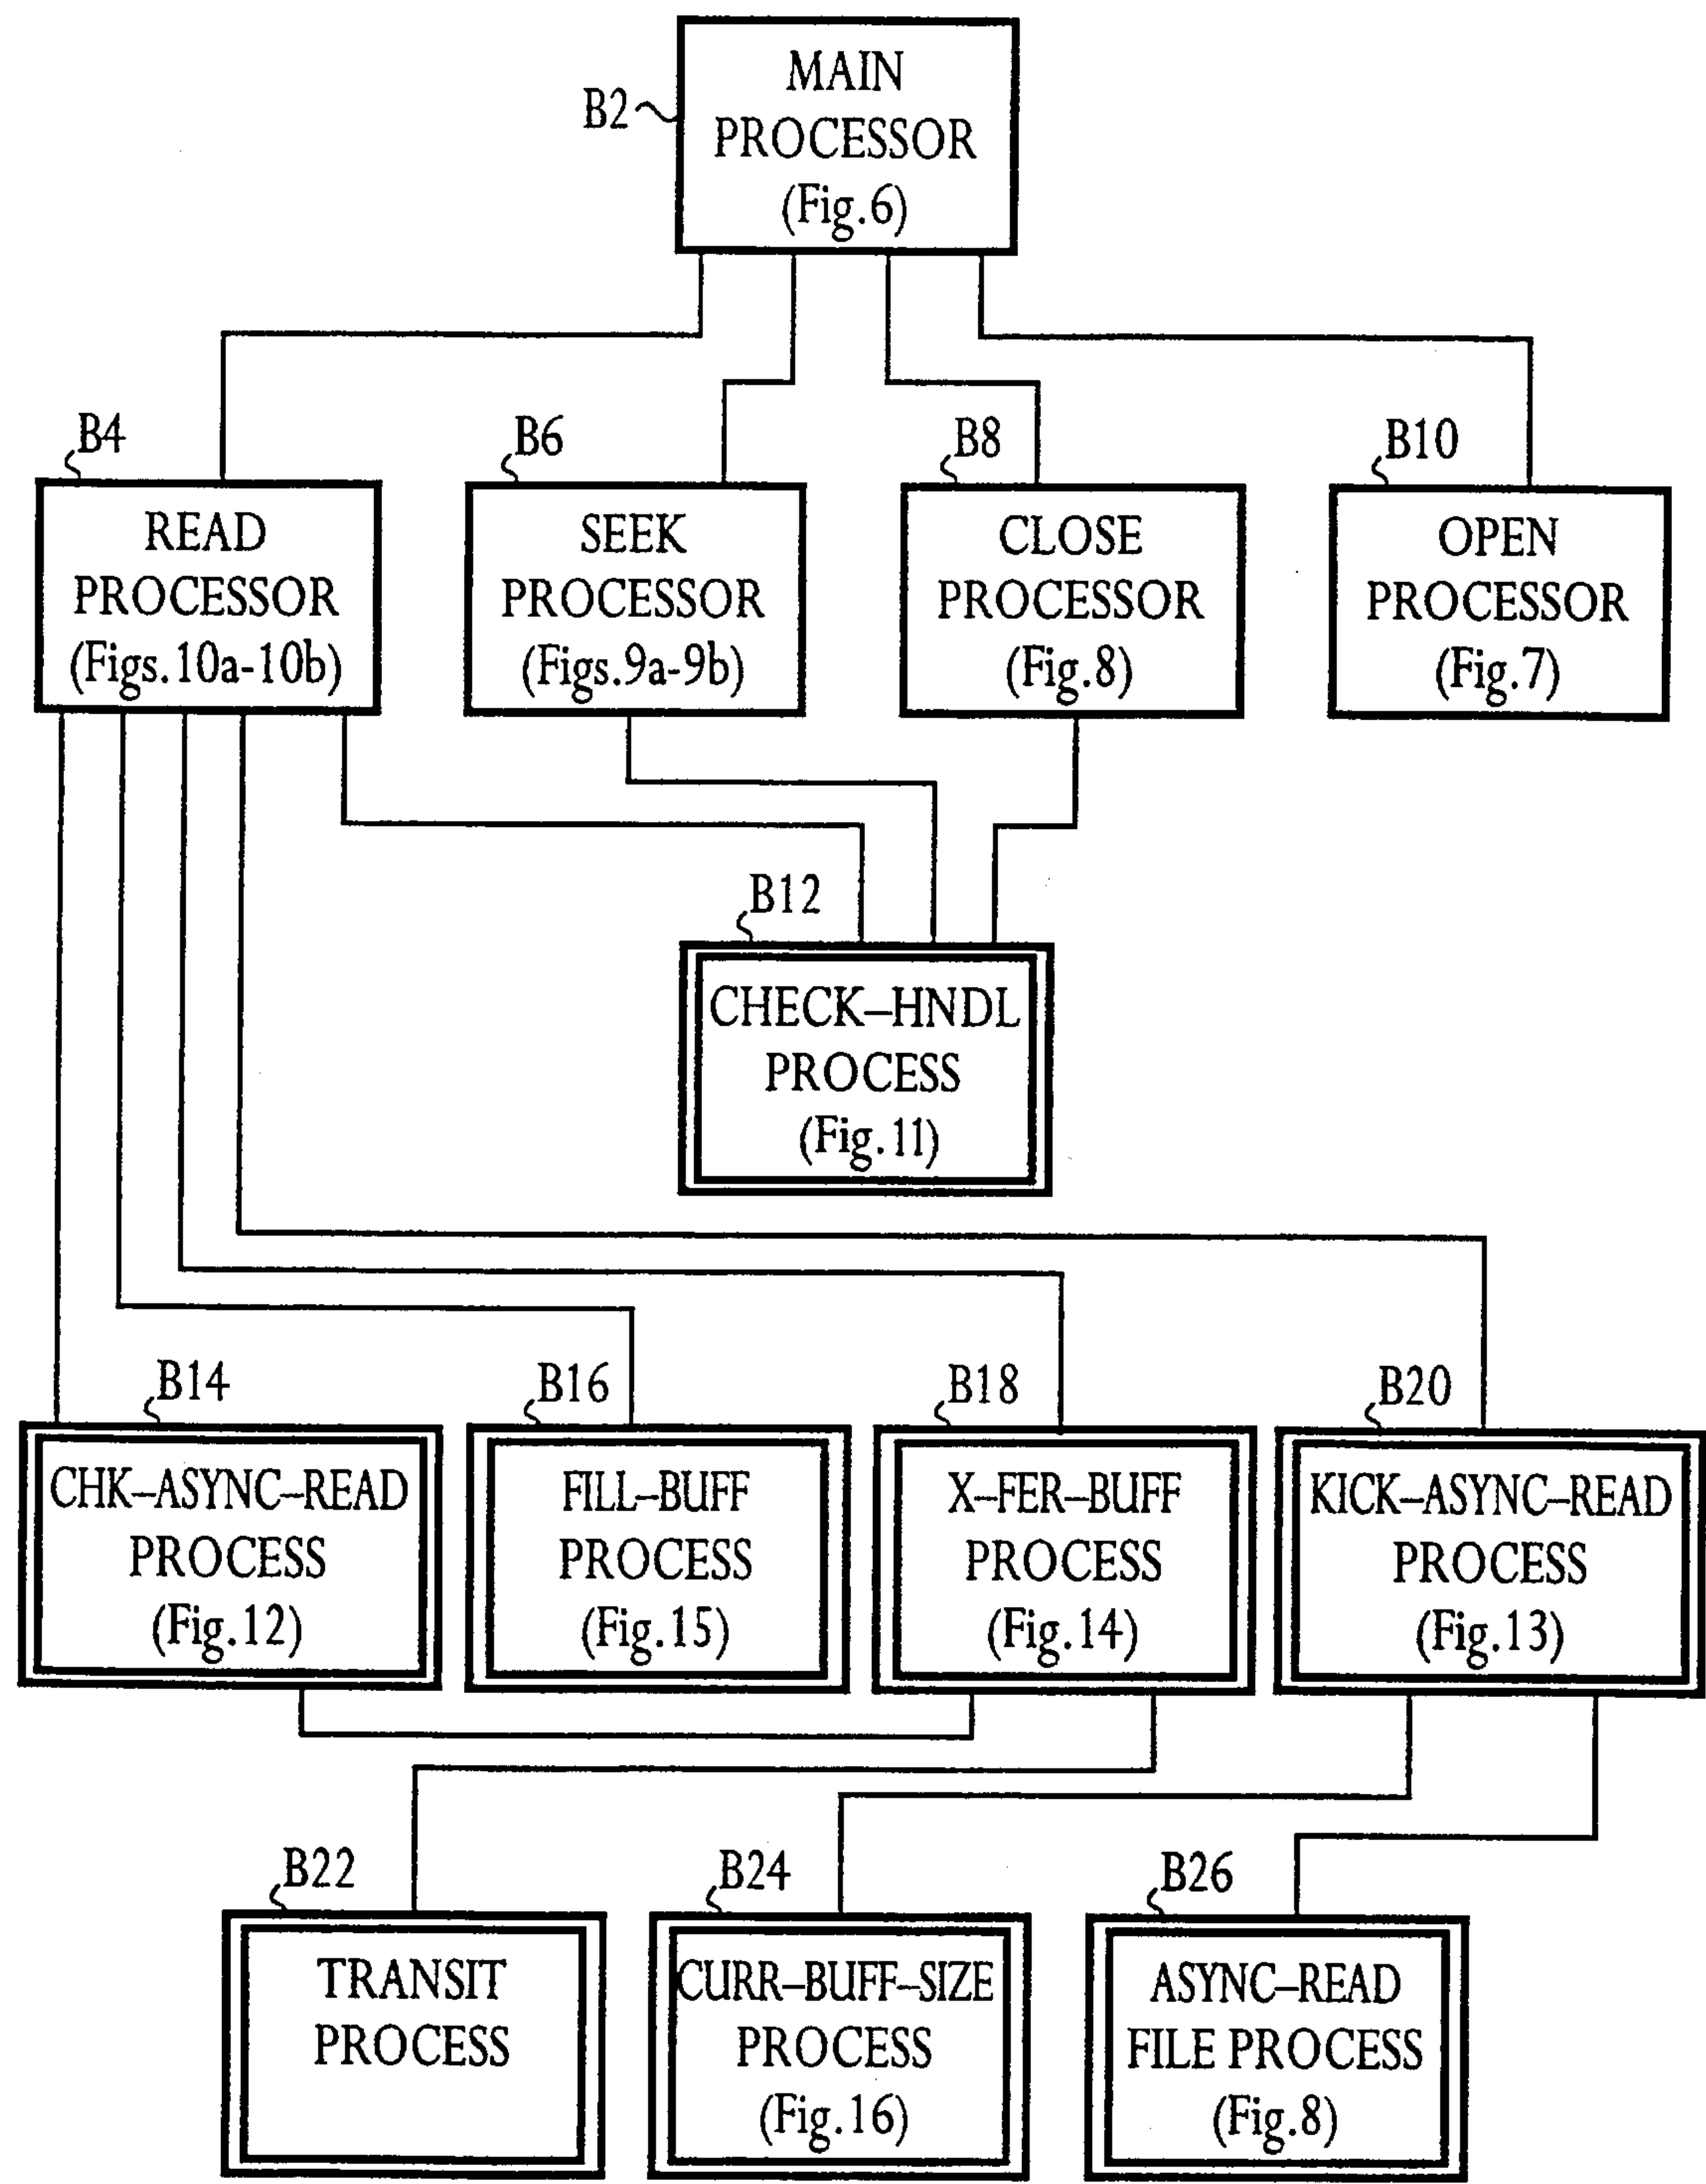 MAIN
PROCESSOR
(Fig.6)
B2
B4
READ
PROCESSOR
(Figs.10a-10b)
B6
SEEK
PROCESSOR
(Figs.9a-9b)
B8
CLOSE
PROCESSOR
(Fig.8)
B10
OPEN
PROCESSOR
(Fig.7)
B12
CHECK–HNDL
PROCESS
(Fig.11)
B14
CHK–ASYNC–READ
PROCESS
(Fig.12)
B16
FILL–BUFF
PROCESS
(Fig.15)
B18
X–FER–BUFF
PROCESS
(Fig.14)
B20
KICK–ASYNC–READ
PROCESS
(Fig.13)
B22
TRANSIT
PROCESS
B24
CURR–BUFF–SIZE
PROCESS
(Fig.16)
B26
ASYNC–READ
FILE PROCESS
(Fig.8)